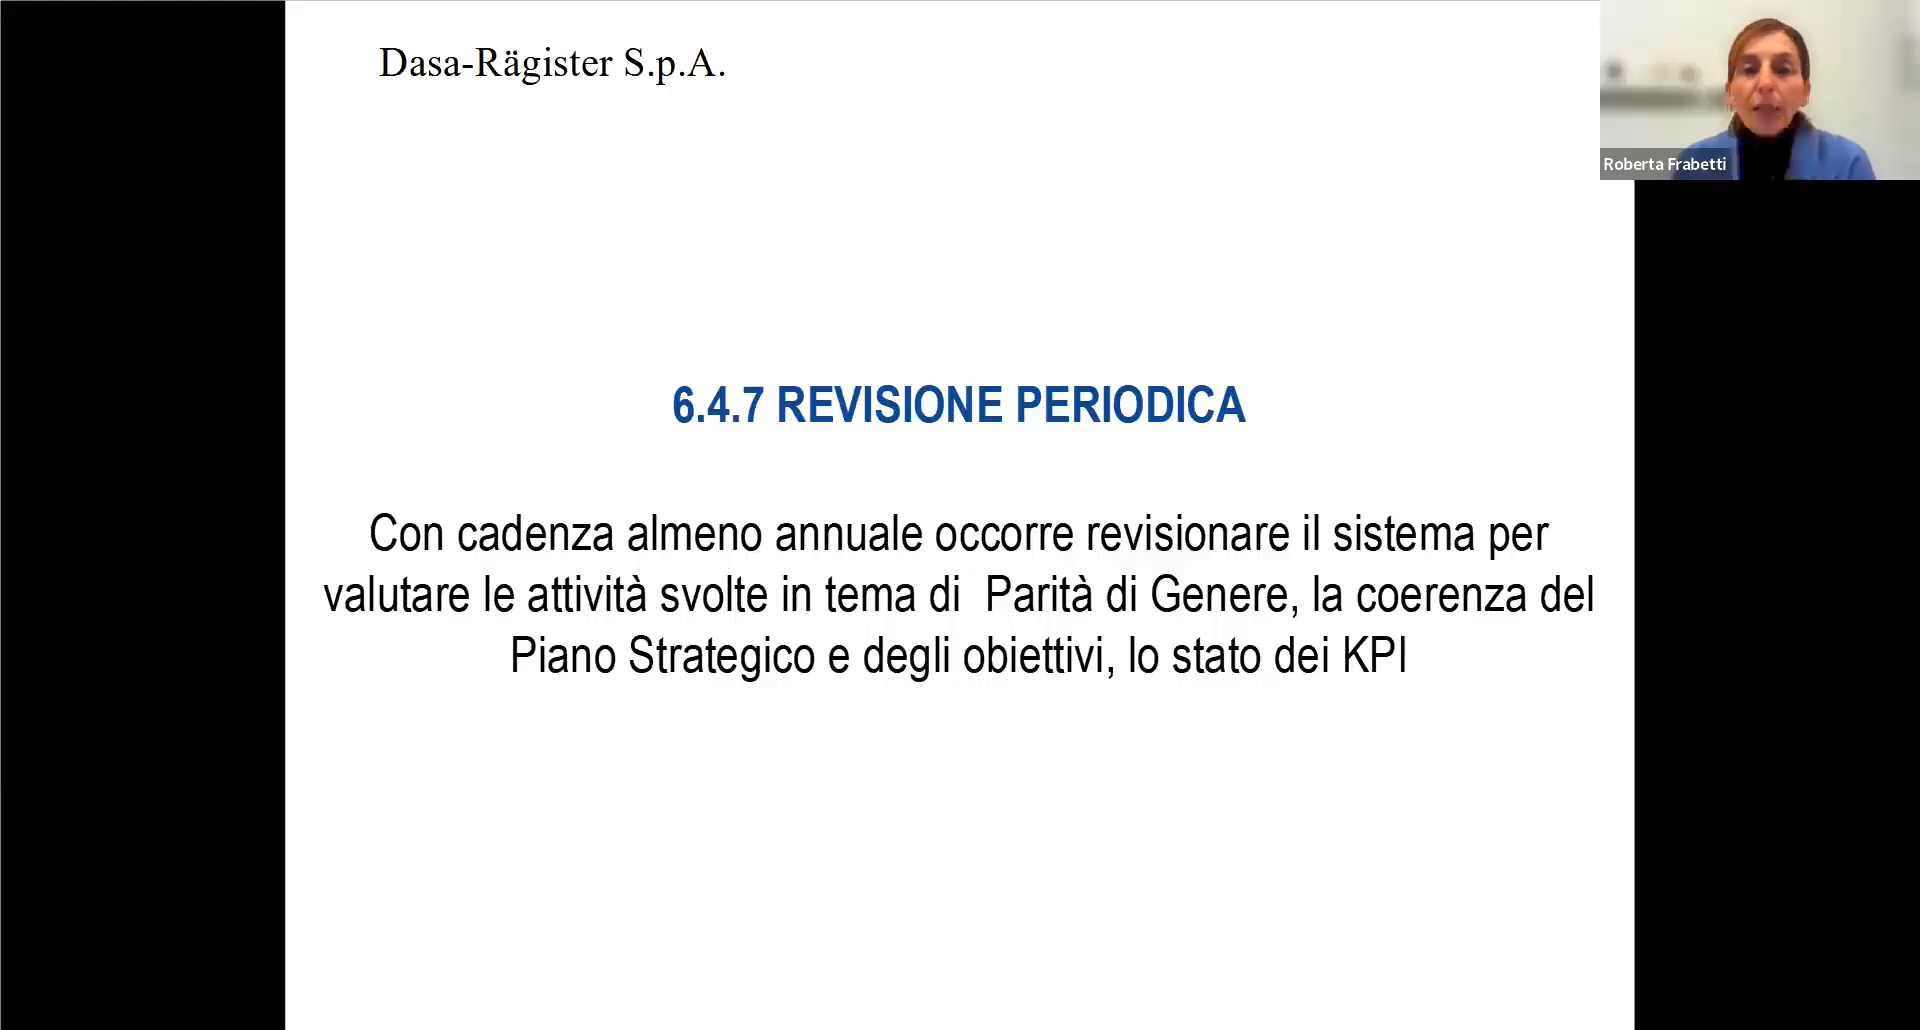 Dasa-Rägister S.p.A.
Roberta Frabetti
6.4.7 REVISIONE PERIODICA
Con cadenza almeno annuale occorre revisionare il sistema per
valutare le attività svolte in tema di  Parità di Genere, la coerenza del
Piano Strategico e degli obiettivi, lo stato dei KPI